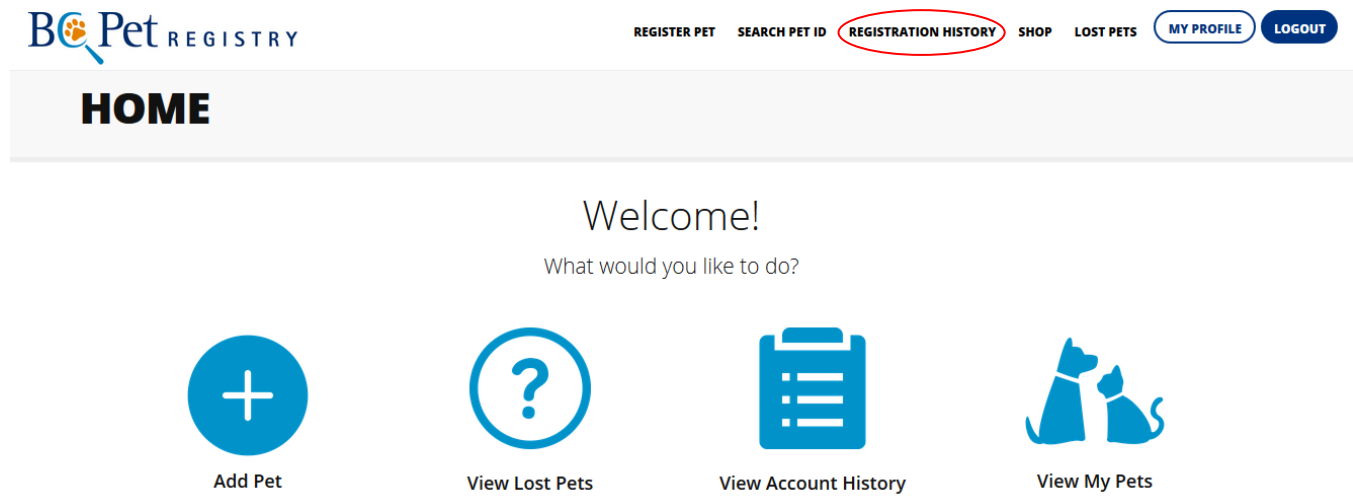 BC Pet REGISTRY
REGISTER PET SEARCH PET ID REGISTRATION HISTORY SHOP LOST PETS MY PROFILE LOGOUT
HOME
Welcome!
What would you like to do?
Add Pet View Lost Pets View Account History View My Pets